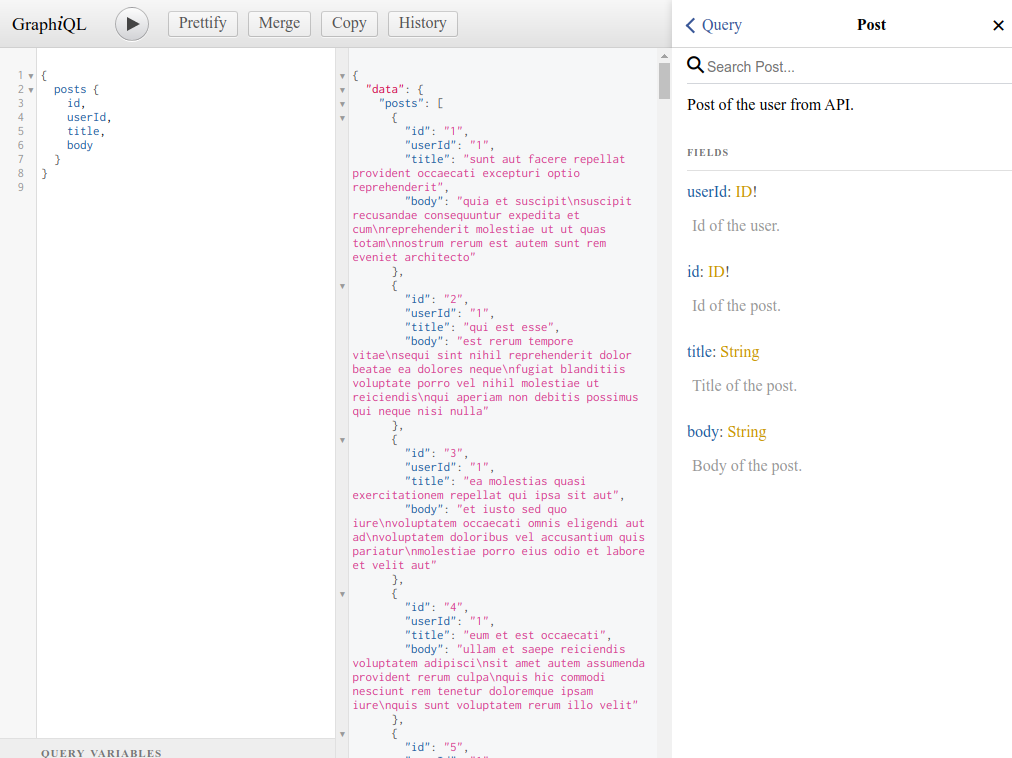 GraphiQL
Prettify
Merge
Copy
History
1 {
2 posts {
3 id,
4 userId,
5 title,
6 body
7 }
8 }
9
QUERY VARIABLES
{
"data": {
"posts": [
{
"id": "1",
"userId": "1",
"title": "sunt aut facere repellat
provident occaecati excepturi optio
reprehenderit",
"body": "quia et suscipit\nsuscipit
recusandae consequuntur expedita et
cum\nreprehenderit molestiae ut ut quas
totam\nnostrum rerum est autem sunt rem
eveniet architecto"
},
{
"id": "2",
"userId": "1",
"title": "qui est esse",
"body": "est rerum tempore
vitae\nsequi sint nihil reprehenderit dolor
beatae ea dolores neque\nfugiat blanditiis
voluptate porro vel nihil molestiae ut
reiciendis\nqui aperiam non debitis possimus
qui neque nisi nulla"
},
{
"id": "3",
"userId": "1",
"title": "ea molestias quasi
exercitationem repellat qui ipsa sit aut",
"body": "et iusto sed quo
iure\nvoluptatem occaecati omnis eligendi aut
ad\nvoluptatem doloribus vel accusantium quis
pariatur\nmolestiae porro eius odio et labore
et velit aut"
},
{
"id": "4",
"userId": "1",
"title": "eum et est occaecati",
"body": "ullam et saepe reiciendis
voluptatem adipisci\nsit amet autem assumenda
provident rerum culpa\nquis hic commodi
nesciunt rem tenetur doloremque ipsam
iure\nquis sunt voluptatem rerum illo velit"
},
{
"id": "5",
Query
Post
Search Post...
Post of the user from API.
FIELDS
userId: ID!
Id of the user.
id: ID!
Id of the post.
title: String
Title of the post.
body: String
Body of the post.